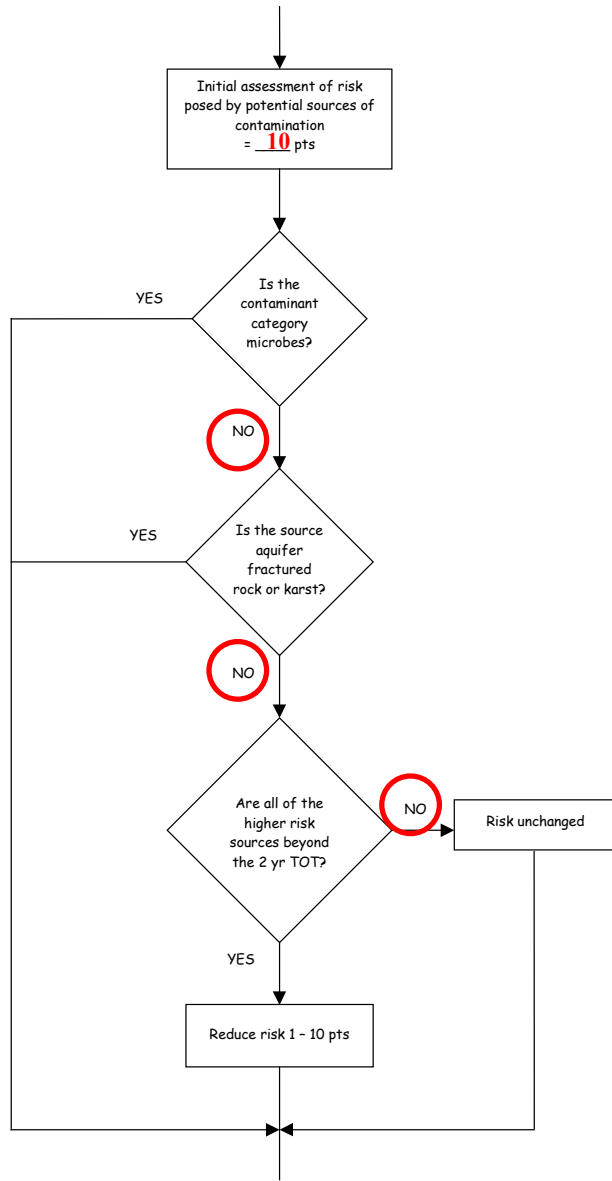 Initial assessment of risk
posed by potential sources of
contamination
= 10 pts
Is the
contaminant
category
microbes?
YES
NO
Is the source
aquifer
fractured
rock or karst?
YES
NO
Are all of the
higher risk
sources beyond
the 2 yr TOT?
NO
Risk unchanged
YES
Reduce risk 1 – 10 pts